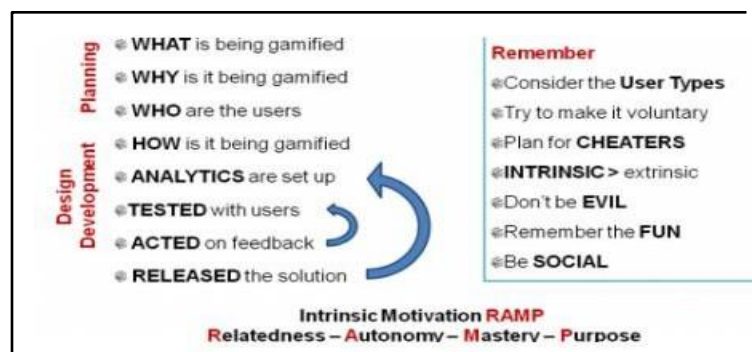 Planning
WHAT is being gamified
WHY is it being gamified
WHO are the users
Design
Development
HOW is it being gamified
ANALYTICS are set up
TESTED with users
ACTED on feedback
RELEASED the solution
Remember
Consider the User Types
Try to make it voluntary
Plan for CHEATERS
INTRINSIC > extrinsic
Don't be EVIL
Remember the FUN
Be SOCIAL
Intrinsic Motivation RAMP
Relatedness – Autonomy – Mastery – Purpose